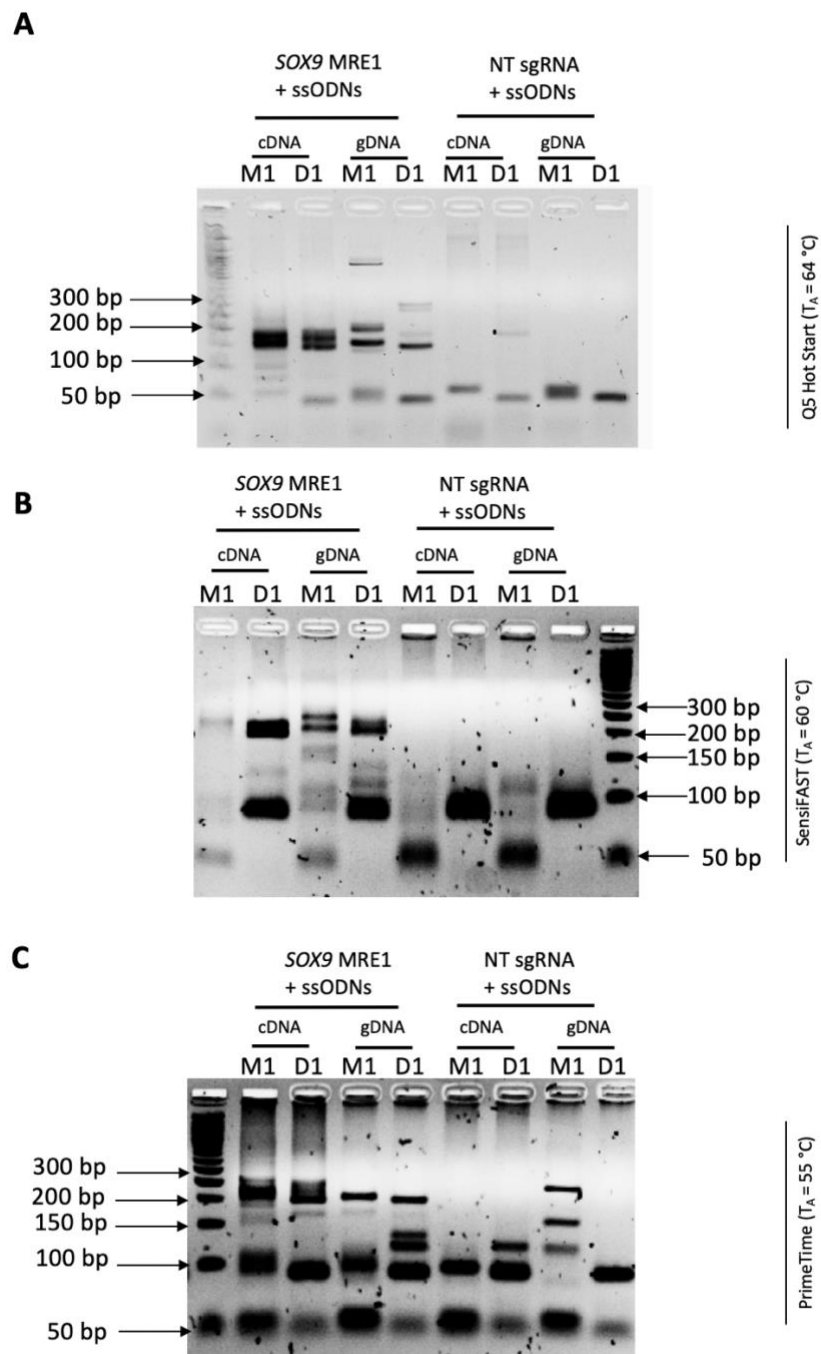 A
SOX9 MRE1 NT sgRNA
+ ssODNs + ssODNs
cDNA gDNA cDNA gDNA
M1 D1 M1 D1 M1 D1 M1 D1
300 bp
200 bp
100 bp
50 bp
Q5 Hot Start (TA = 64 °C)
B
SOX9 MRE1 NT sgRNA
+ ssODNs + ssODNs
cDNA gDNA cDNA gDNA
M1 D1 M1 D1 M1 D1 M1 D1
300 bp
200 bp
150 bp
100 bp
50 bp
SensiFAST (TA = 60 °C)
C
SOX9 MRE1 NT sgRNA
+ ssODNs + ssODNs
cDNA gDNA cDNA gDNA
M1 D1 M1 D1 M1 D1 M1 D1
300 bp
200 bp
150 bp
100 bp
50 bp
PrimeTime (TA = 55 °C)